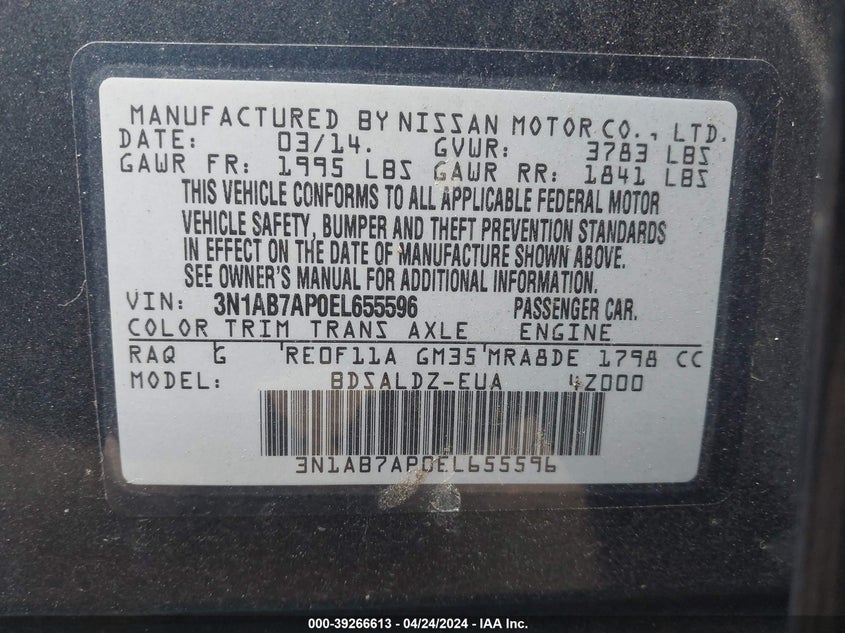 MANUFACTURED BY NISSAN MOTOR CO., LTD.
DATE: 03/14. GVWR: 3783 LBS
GAWR FR: 1995 LBS GAWR RR: 1841 LBS
THIS VEHICLE CONFORMS TO ALL APPLICABLE FEDERAL MOTOR
VEHICLE SAFETY, BUMPER AND THEFT PREVENTION STANDARDS
IN EFFECT ON THE DATE OF MANUFACTURE SHOWN ABOVE.
SEE OWNER'S MANUAL FOR ADDITIONAL INFORMATION.
VIN: 3N1AB7AP0EL655596 PASSENGER CAR.
COLOR TRIM TRANS AXLE ENGINE
RAQ G RE0F11A GM35 MRA8DE 1798 CC
MODEL: BDSALDZ-EUA 4Z000
3N1AB7AP0EL655596
000-39266613 - 04/24/2024 - IAA Inc.